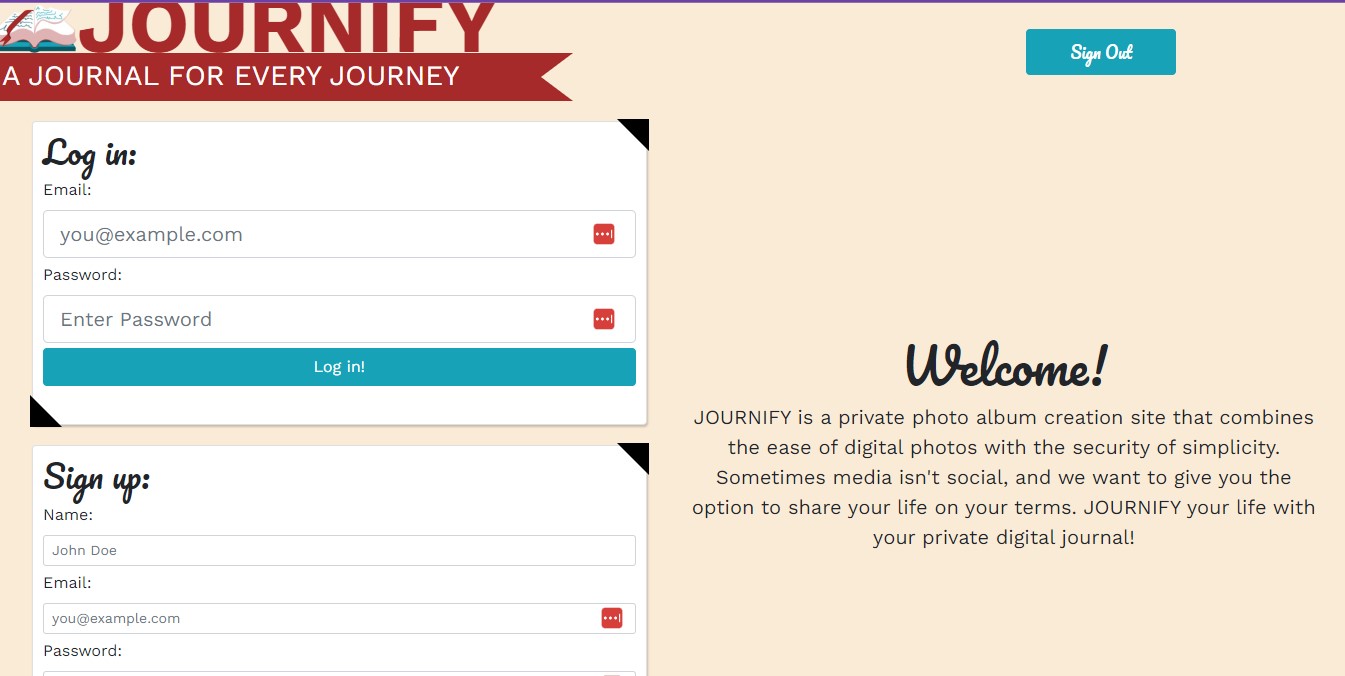 JOURNIFY
A JOURNAL FOR EVERY JOURNEY
Sign Out
Log in:
Email:
you@example.com
Password:
Enter Password
Log in!
Sign up:
Name:
John Doe
Email:
you@example.com
Password:
Welcome!
JOURNIFY is a private photo album creation site that combines
the ease of digital photos with the security of simplicity.
Sometimes media isn't social, and we want to give you the
option to share your life on your terms. JOURNIFY your life with
your private digital journal!